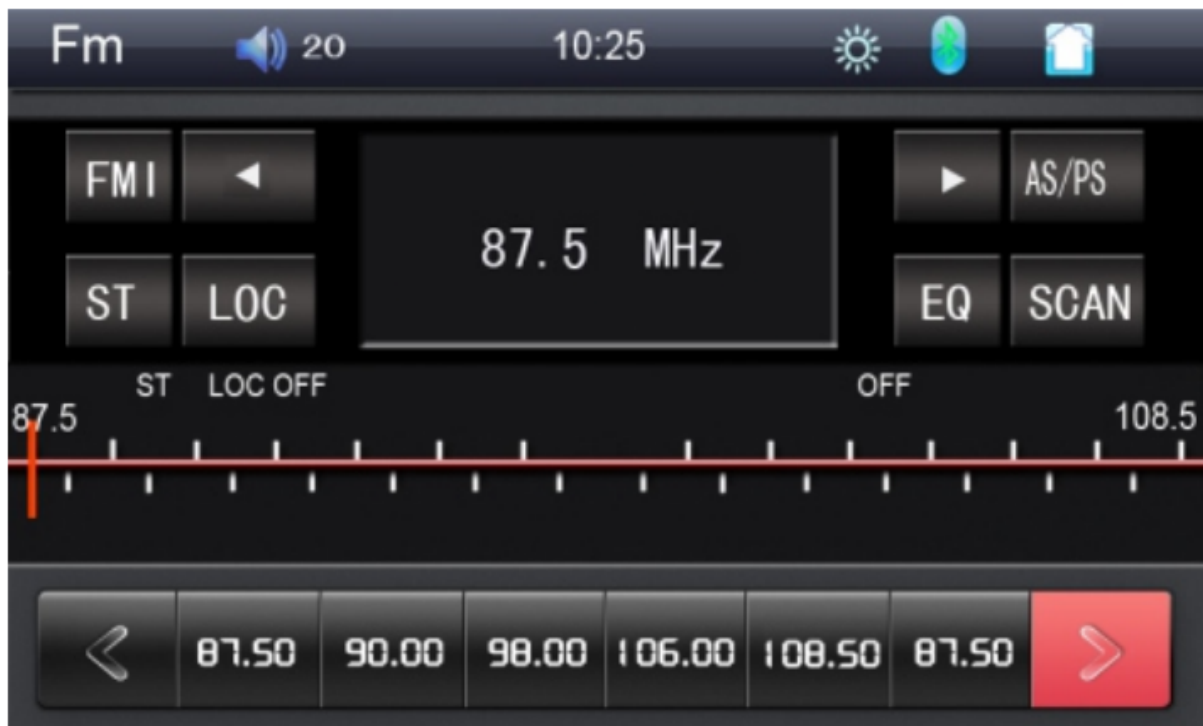 Fm 20 10:25
FMI AS/PS
87.5 MHz
ST LOC EQ SCAN
ST LOC OFF OFF
87.5 108.5
87.50 90.00 98.00 106.00 108.50 87.50